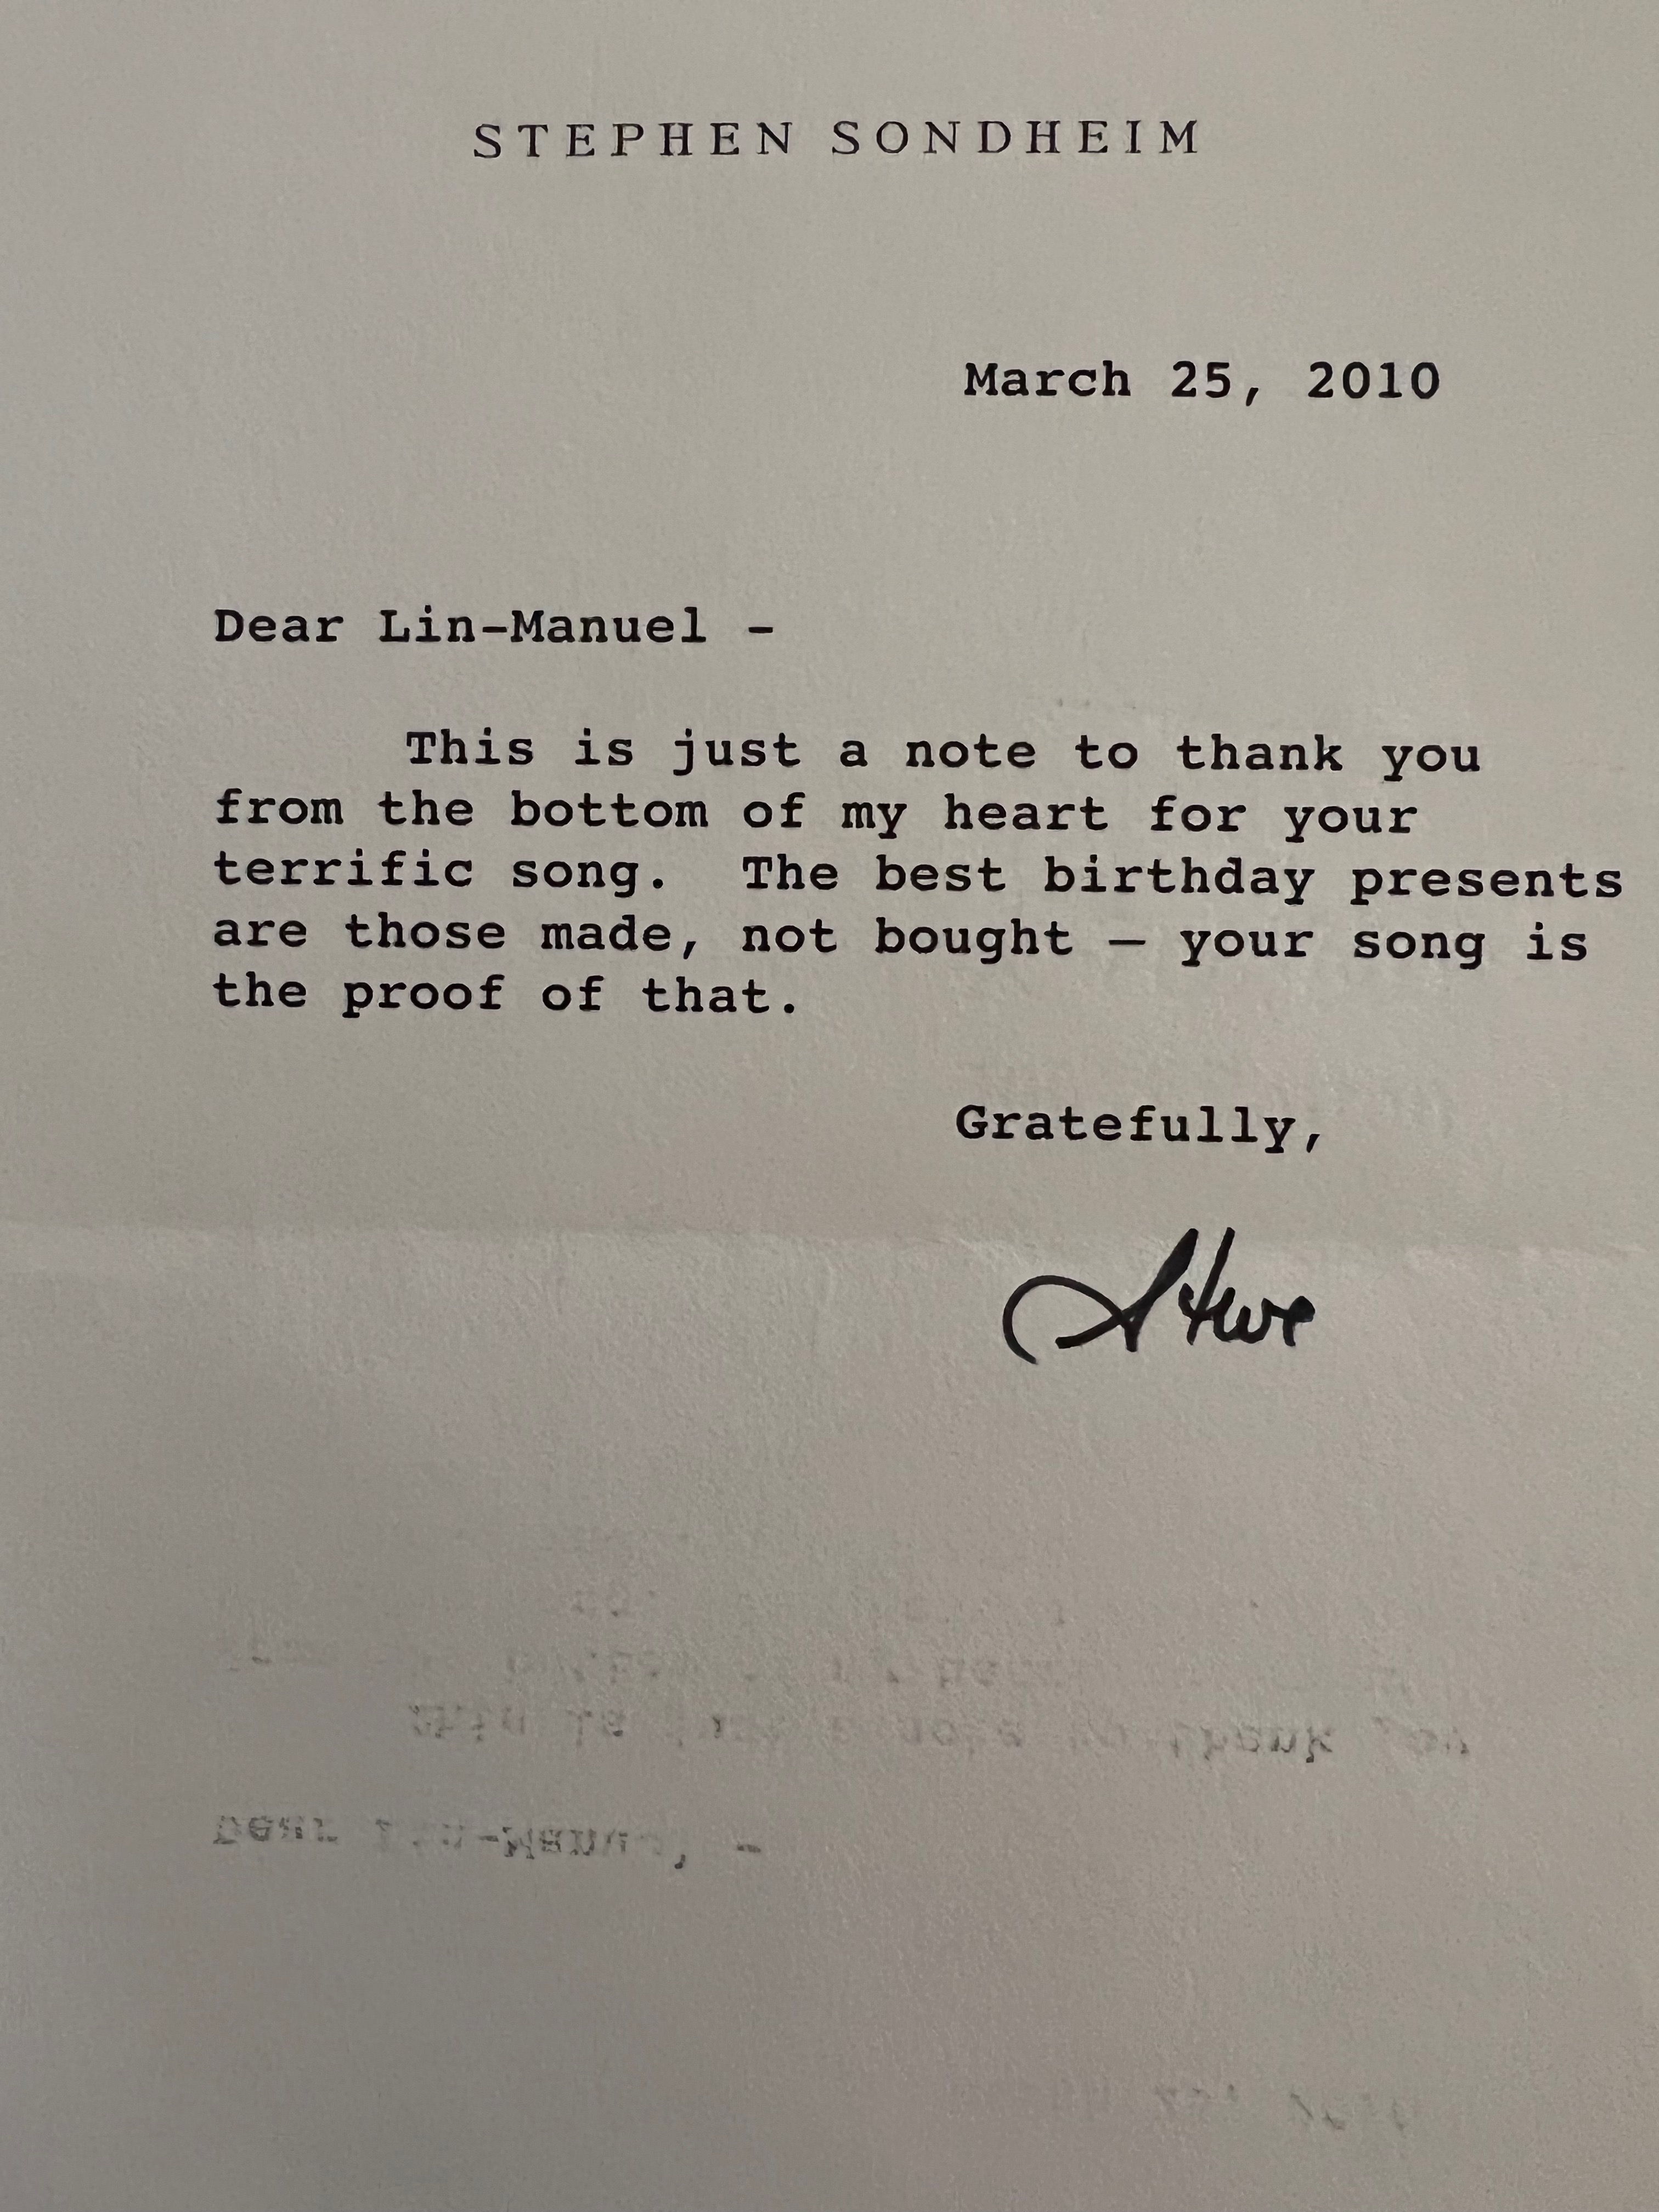 STEPHEN SONDHEIM
March 25, 2010
Dear Lin-Manuel -
This is just a note to thank you
from the bottom of my heart for your
terrific song. The best birthday presents
are those made, not bought — your song is
the proof of that.
Gratefully,
Steve